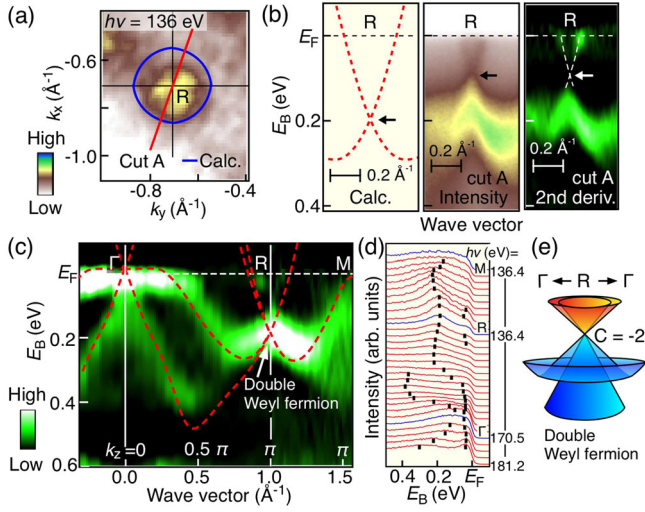 (a)
hν = 136 eV
R
Cut A
Calc.
kx (Å-1)
-0.6
-1.0
-0.8
-0.4
ky (Å-1)
High
Low
(b)
R
R
R
EF
EB (eV)
0.2
0.4
0.2 Å-1
Calc.
0.2 Å-1
cut A
Intensity
0.2 Å-1
cut A
2nd deriv.
Wave vector
(c)
Γ
R
M
EF
EB (eV)
0.2
0.4
0.6
Double
Weyl fermion
kz=0
0.5 π
π
π
0.0
0.5
1.0
1.5
Wave vector (Å-1)
High
Low
(d)
hν (eV)=
M
136.4
R
136.4
Γ
170.5
181.2
Intensity (arb. units)
0.4
0.2
EF
EB (eV)
(e)
Γ ← R → Γ
C = -2
Double
Weyl fermion